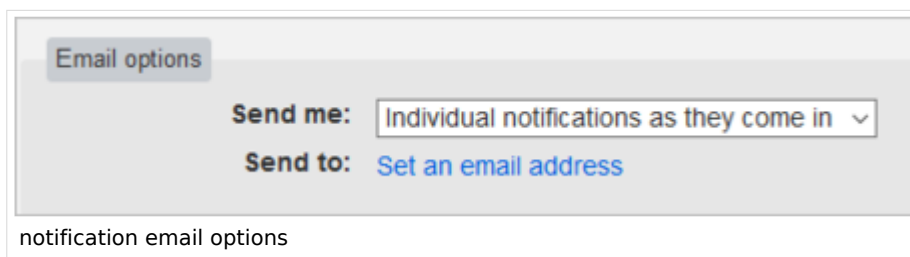 Email options
Send me: Individual notifications as they come in
Send to: Set an email address
notification email options